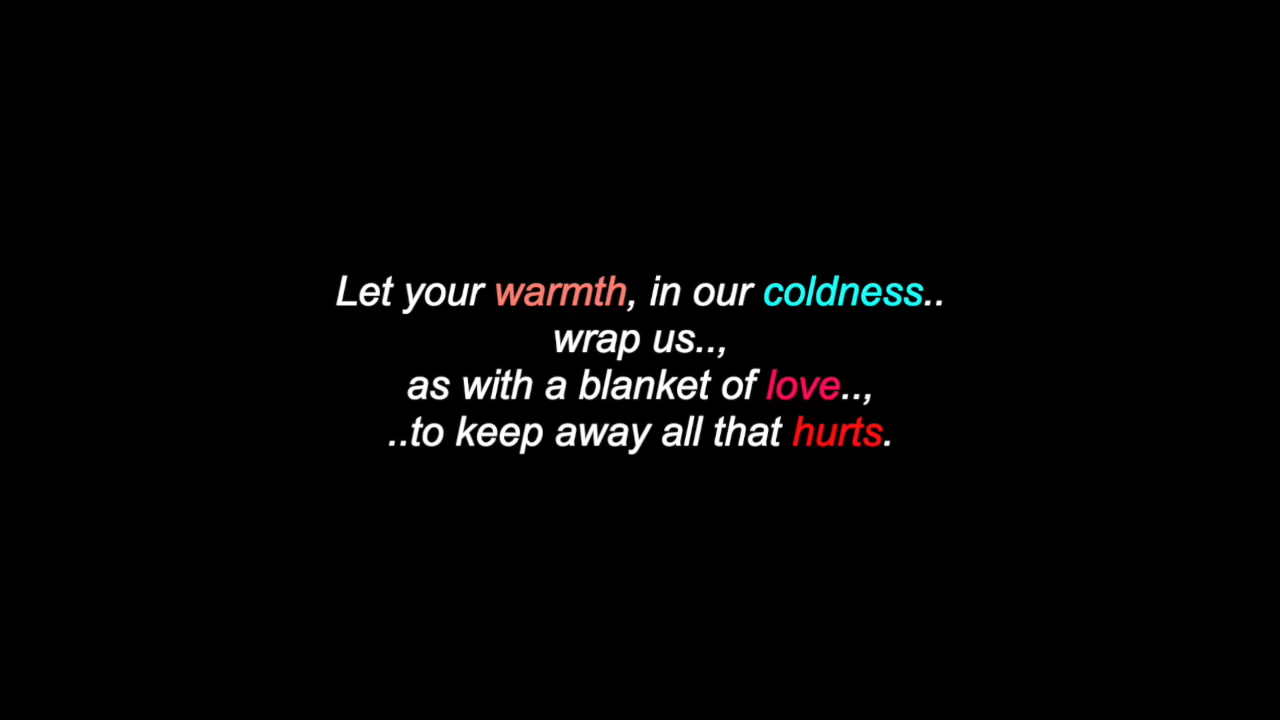 Let your warmth, in our coldness..
wrap us..,
as with a blanket of love..,
..to keep away all that hurts.